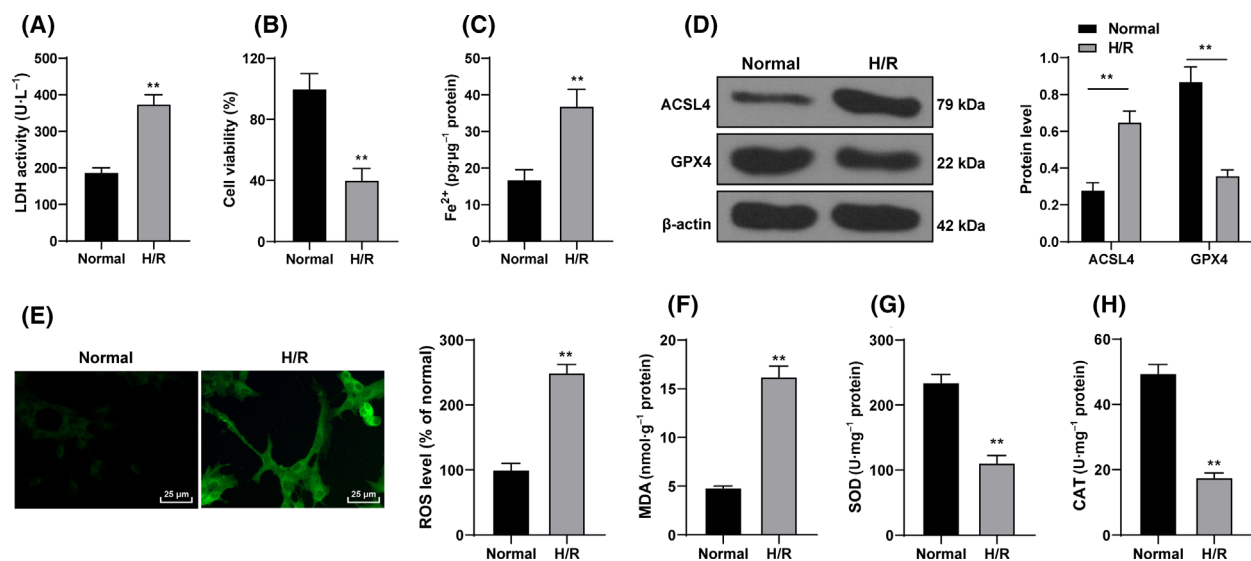 (A)
LDH activity (U·L⁻¹)
500
400
300
200
100
0
**
Normal
H/R
(B)
Cell viability (%)
120
80
40
0
**
Normal
H/R
(C)
Fe²⁺ (pg·µg⁻¹ protein)
50
40
30
20
10
0
**
Normal
H/R
(D)
Normal H/R
ACSL4 79 kDa
GPX4 22 kDa
β-actin 42 kDa
Normal
H/R
Protein level
1.0
0.8
0.6
0.4
0.2
0.0
**
**
ACSL4
GPX4
(E)
Normal
H/R
25 µm
25 µm
ROS level (% of normal)
300
200
100
0
**
Normal
H/R
(F)
MDA (nmol·g⁻¹ protein)
20
15
10
5
0
**
Normal
H/R
(G)
SOD (U·mg⁻¹ protein)
300
200
100
0
**
Normal
H/R
(H)
CAT (U·mg⁻¹ protein)
60
40
20
0
**
Normal
H/R